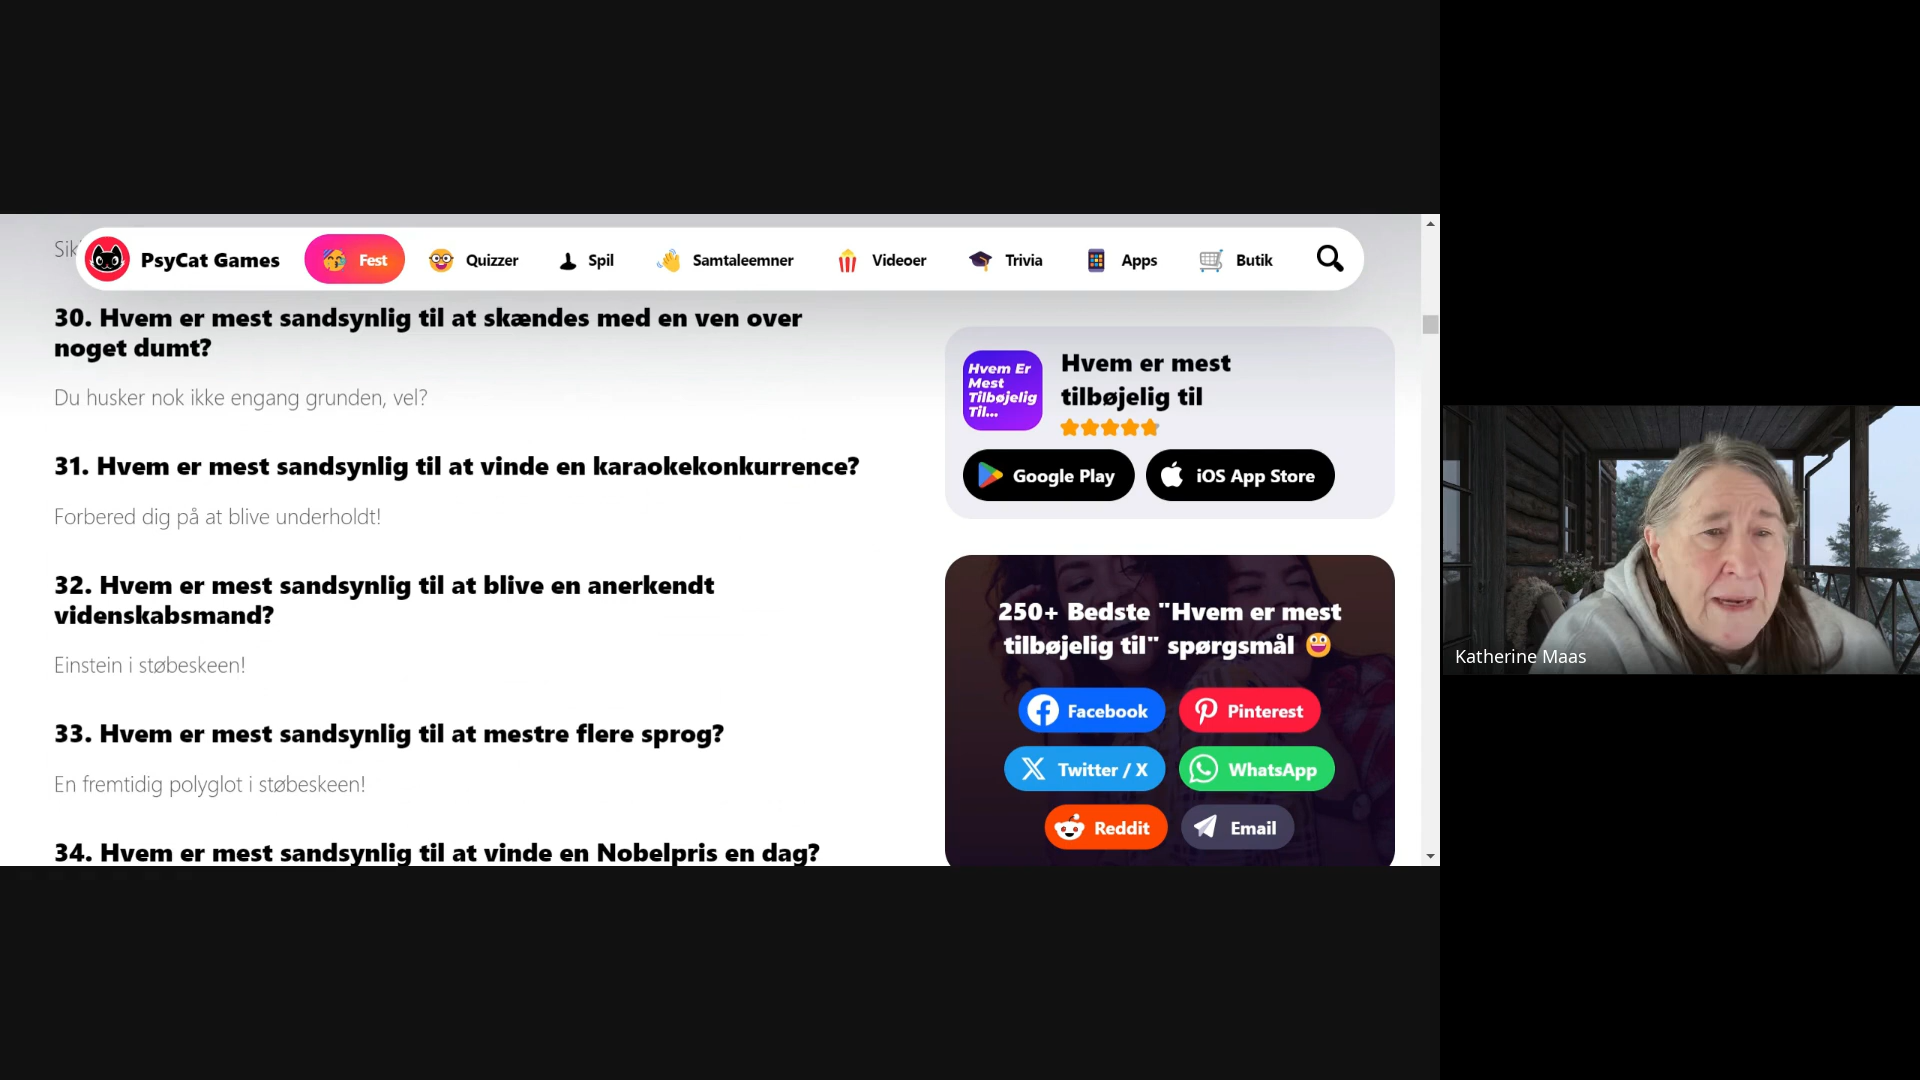 Sik
PsyCat Games
Fest
Quizzer
Spil
Samtaleemner
Videoer
Trivia
Apps
Butik
30. Hvem er mest sandsynlig til at skændes med en ven over
noget dumt?
Du husker nok ikke engang grunden, vel?
31. Hvem er mest sandsynlig til at vinde en karaokekonkurrence?
Forbered dig på at blive underholdt!
32. Hvem er mest sandsynlig til at blive en anerkendt
videnskabsmand?
Einstein i støbeskeen!
33. Hvem er mest sandsynlig til at mestre flere sprog?
En fremtidig polyglot i støbeskeen!
34. Hvem er mest sandsynlig til at vinde en Nobelpris en dag?
Hvem Er
Mest
Tilbøjelig
Til...
Hvem er mest
tilbøjelig til
Google Play
iOS App Store
250+ Bedste "Hvem er mest
tilbøjelig til" spørgsmål
Facebook
Pinterest
Twitter / X
WhatsApp
Reddit
Email
Katherine Maas